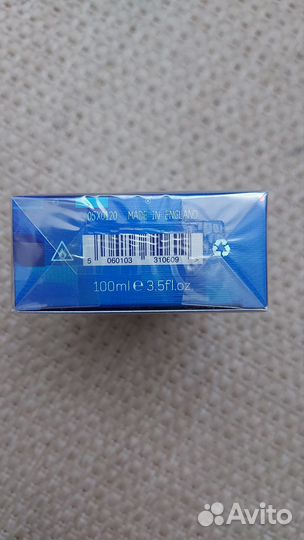 05X0120 MADE IN ENGLAND
5 060103 310609
100ml e 3.5fl.oz.
Avito